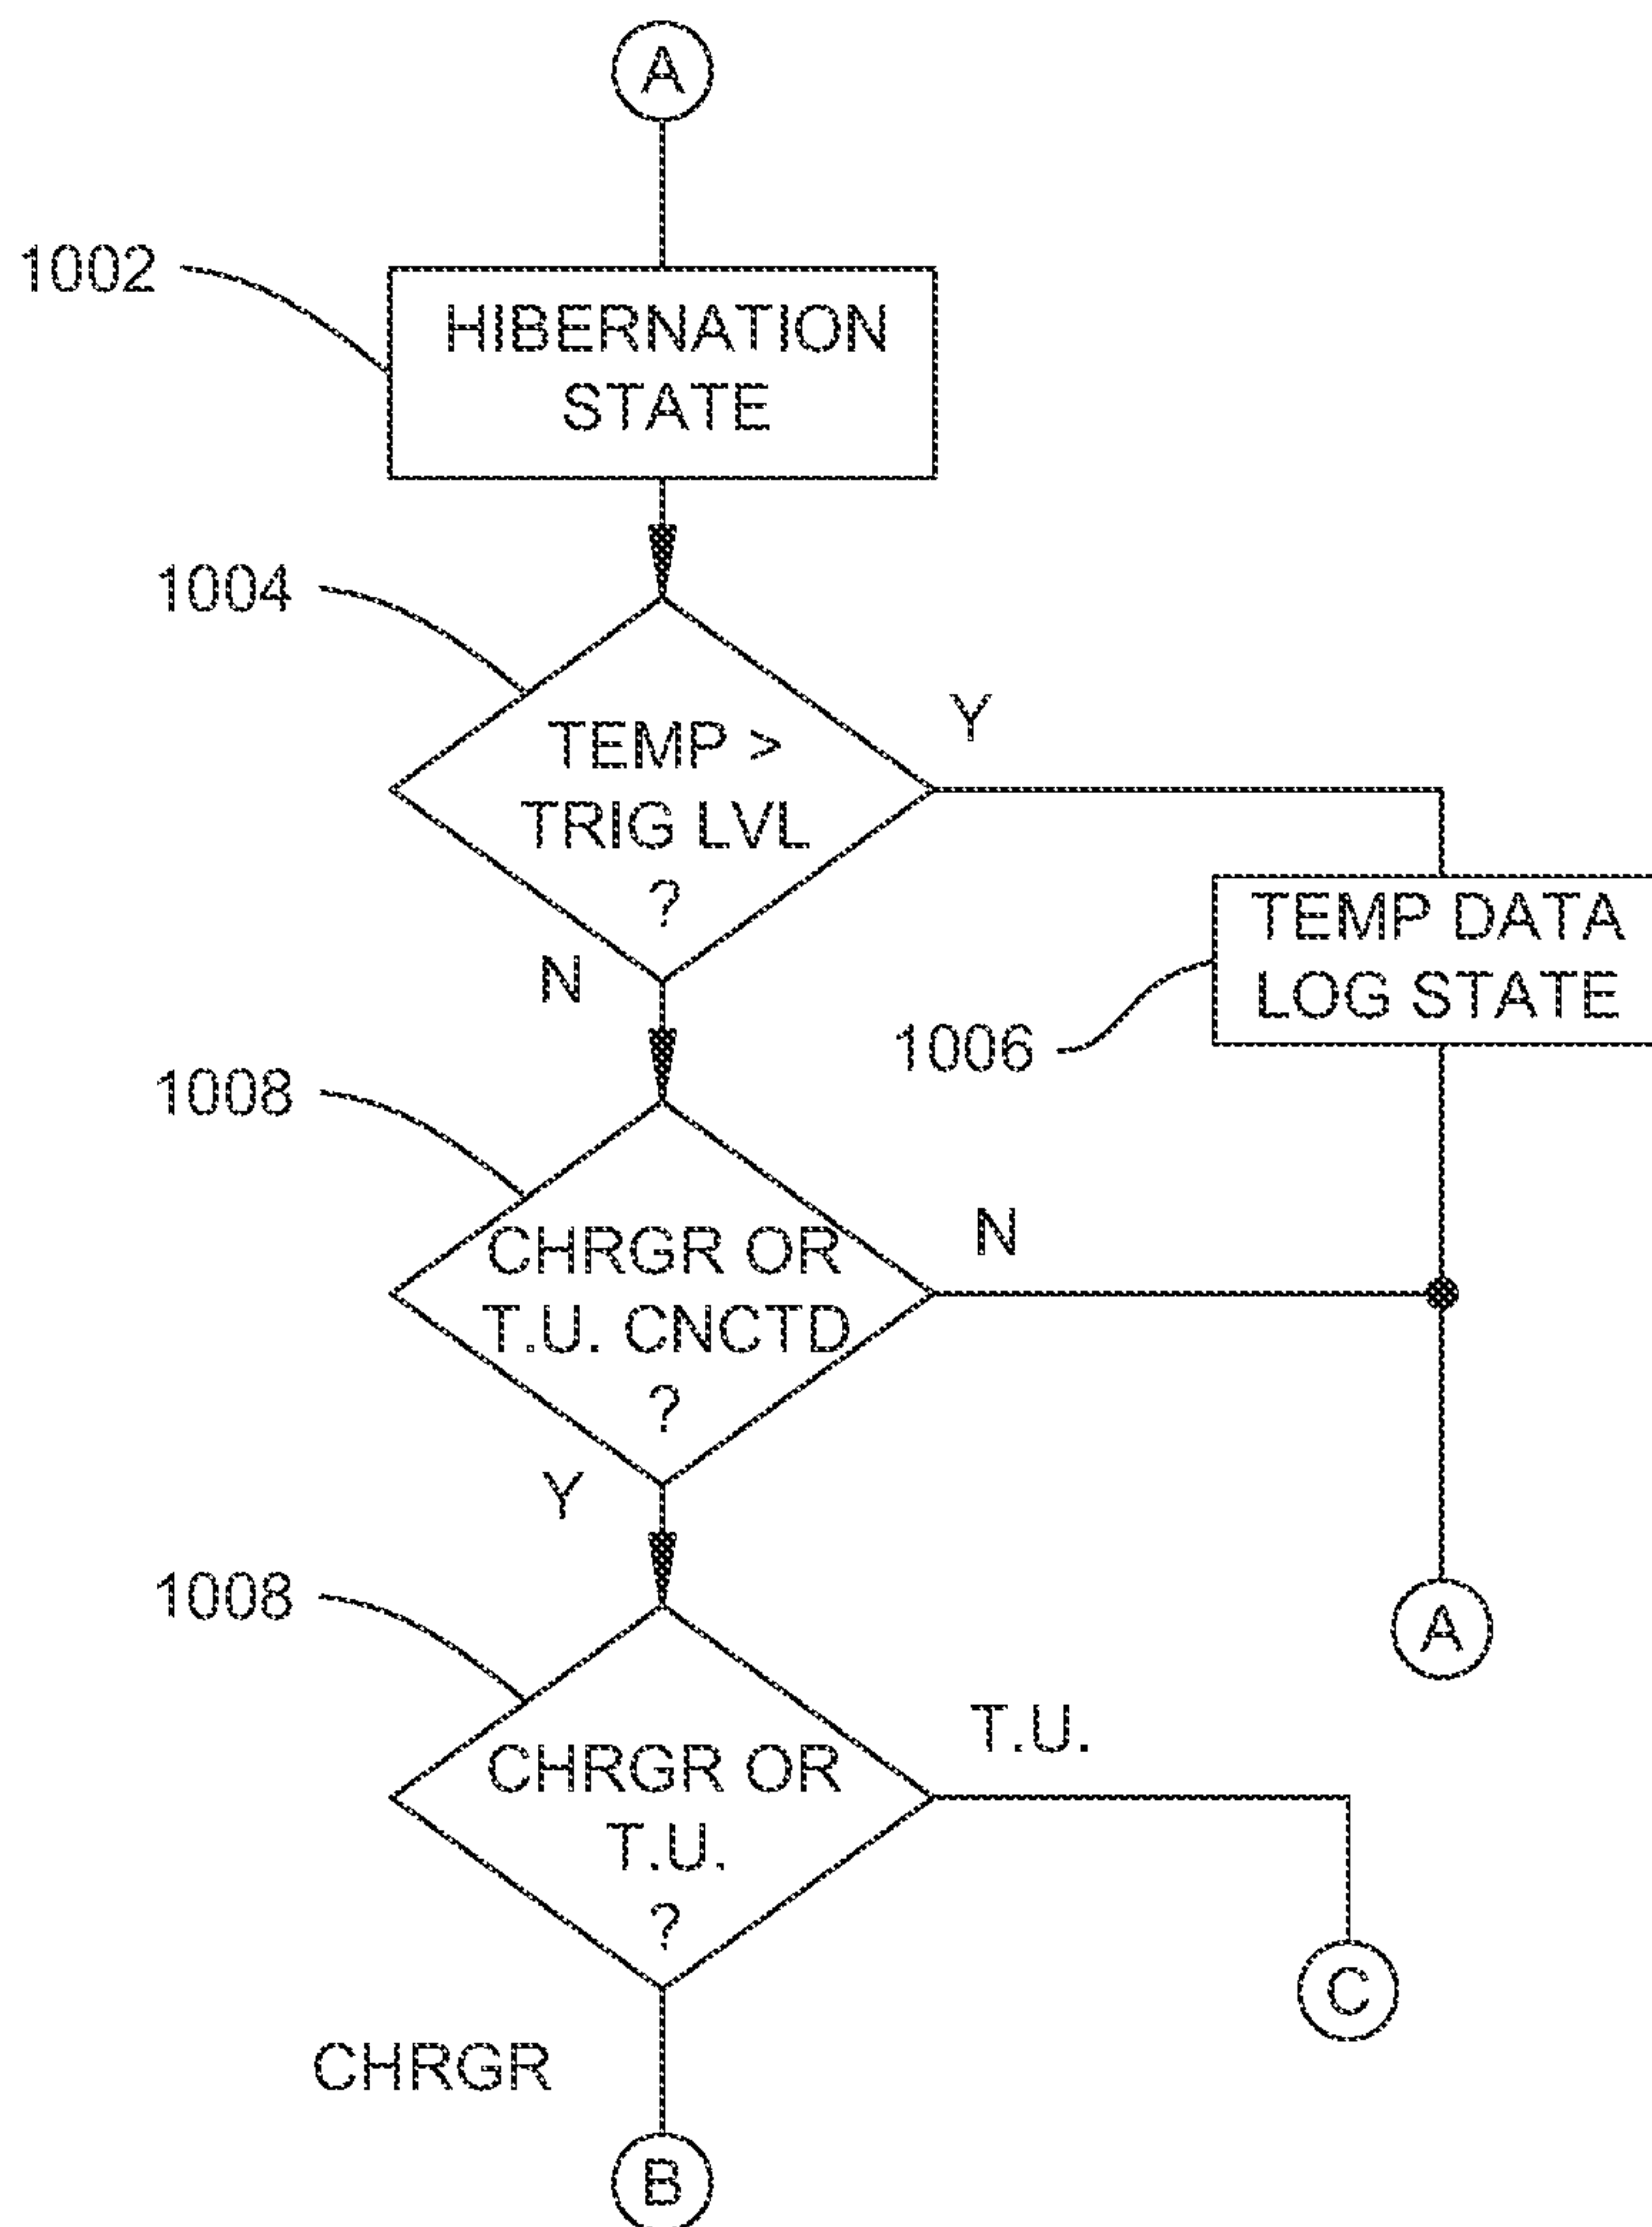 A
1002
HIBERNATION
STATE
1004
TEMP >
TRIG LVL
?
Y
N
TEMP DATA
LOG STATE
1006
1008
CHRGR OR
T.U. CNCTD
?
N
Y
A
1008
CHRGR OR
T.U.
?
T.U.
C
CHRGR
B